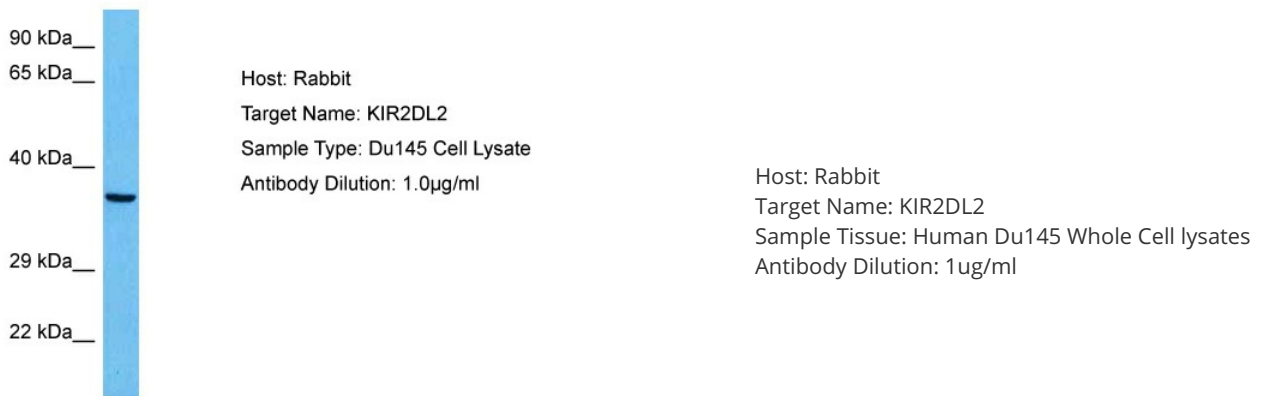 90 kDa
65 kDa
40 kDa
29 kDa
22 kDa
Host: Rabbit
Target Name: KIR2DL2
Sample Type: Du145 Cell Lysate
Antibody Dilution: 1.0µg/ml
Host: Rabbit
Target Name: KIR2DL2
Sample Tissue: Human Du145 Whole Cell lysates
Antibody Dilution: 1ug/ml